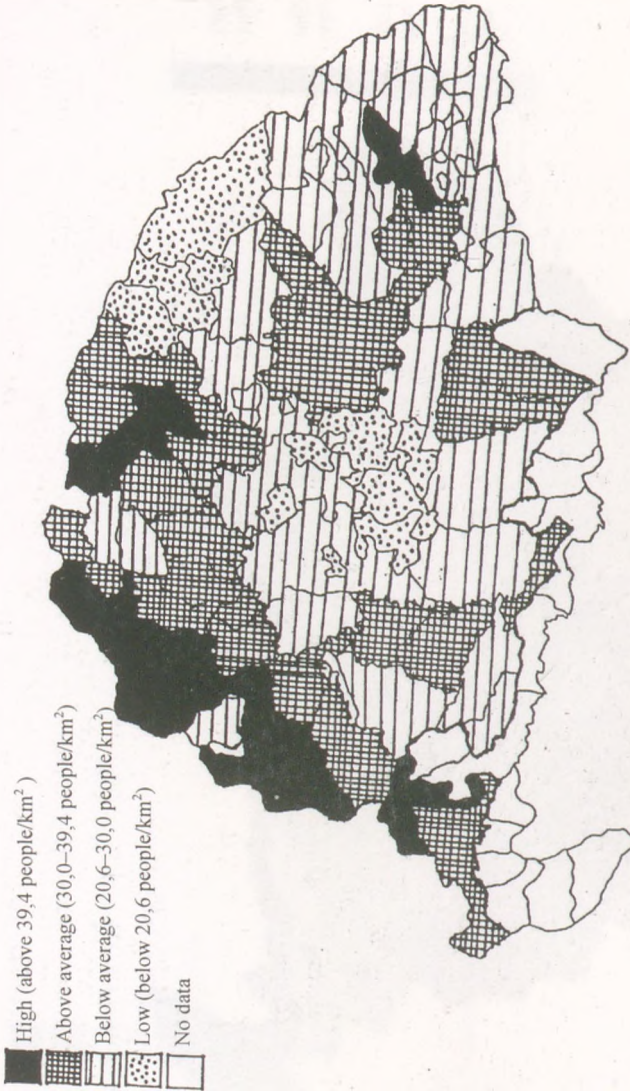 High (above 39,4 people/km²)
Above average (30,0–39,4 people/km²)
Below average (20,6–30,0 people/km²)
Low (below 20,6 people/km²)
No data